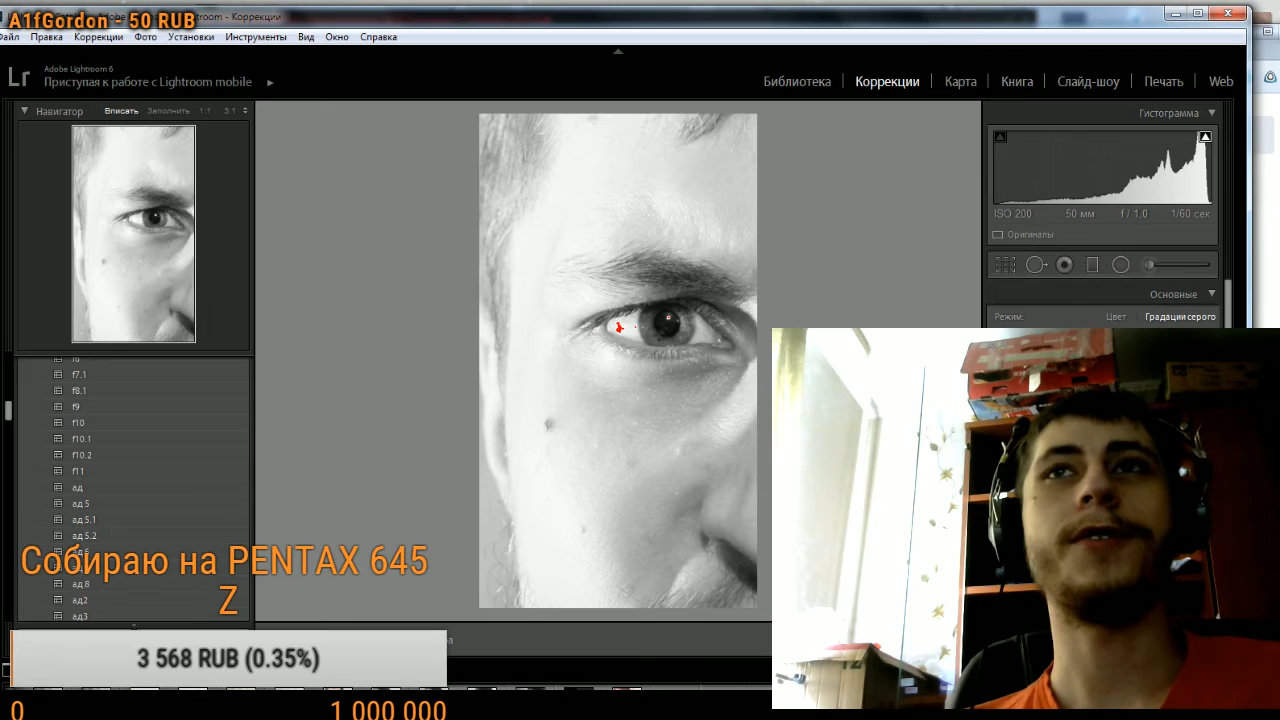 A1fGordon - 50 RUB
room - Коррекции
Файл Правка Коррекции Фото Установки Инструменты Вид Окно Справка
Lr
Adobe Lightroom 6
Приступая к работе с Lightroom mobile
Библиотека Коррекции Карта Книга Слайд-шоу Печать Web
Навигатор Вписать Заполнить 1:1 3:1
Гистограмма
ISO 200 50 мм f / 1,0 1/60 сек
Оригиналы
Основные
Режим: Цвет Градации серого
f7.1
f8.1
f9
f10
f10.1
f10.2
f11
ад
ад 5
ад 5.1
ад 5.2
ад 8
ад2
ад3
Собираю на PENTAX 645
Z
3 568 RUB (0.35%)
0 1 000 000